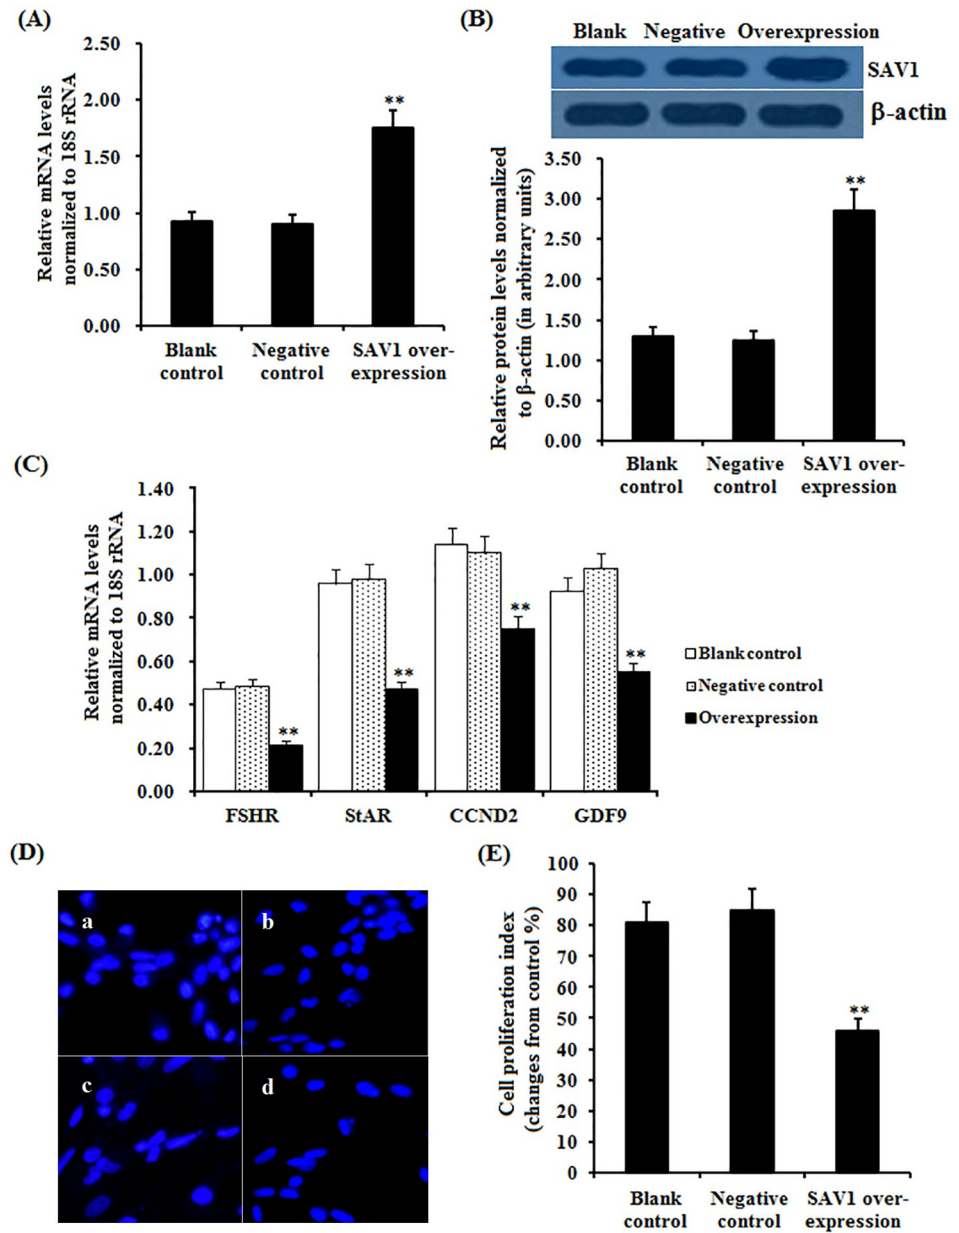 (A)
2.50
2.00
1.50
1.00
0.50
0.00
Relative mRNA levels
normalized to 18S rRNA
**
Blank
control
Negative
control
SAV1 over-
expression
(B)
Blank Negative Overexpression
SAV1
β-actin
3.50
3.00
2.50
2.00
1.50
1.00
0.50
0.00
Relative protein levels normalized
to β-actin (in arbitrary units)
**
Blank
control
Negative
control
SAV1 over-
expression
(C)
1.40
1.20
1.00
0.80
0.60
0.40
0.20
0.00
Relative mRNA levels
normalized to 18S rRNA
**
**
**
**
FSHR StAR CCND2 GDF9
Blank control
Negative control
Overexpression
(D)
a
b
c
d
(E)
100
90
80
70
60
50
40
30
20
10
0
Cell proliferation index
(changes from control %)
**
Blank
control
Negative
control
SAV1 over-
expression